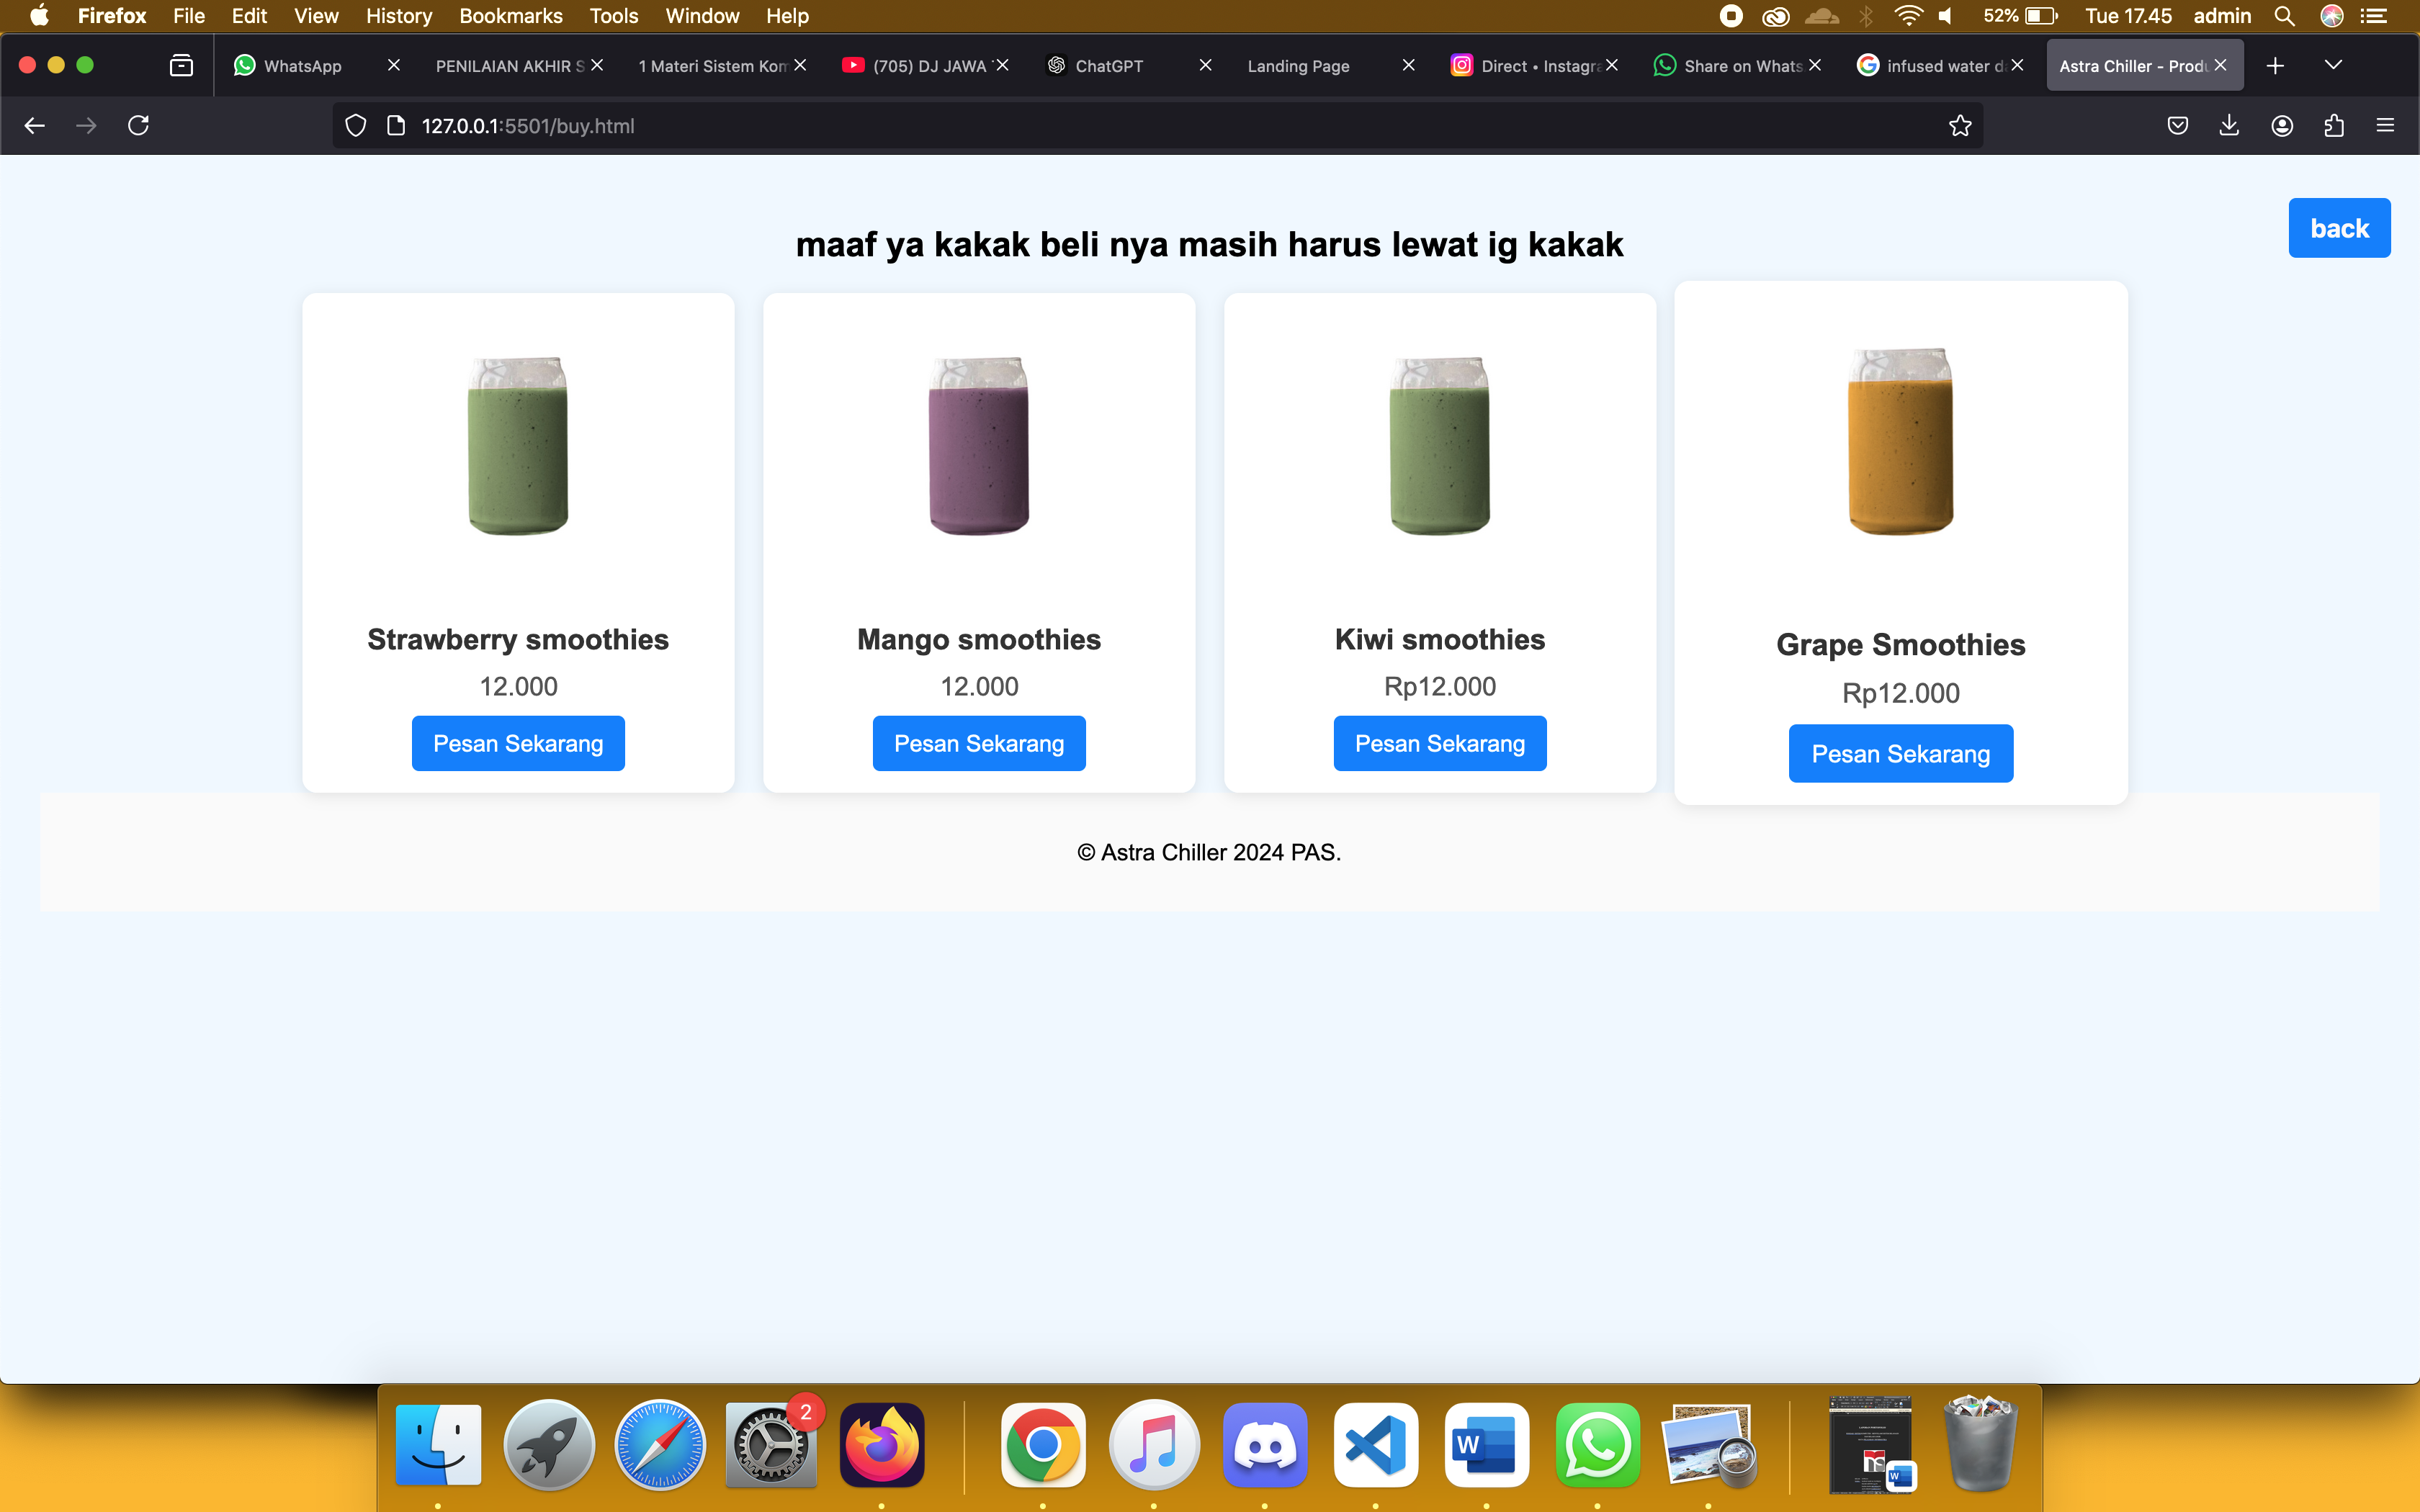 Firefox File Edit View History Bookmarks Tools Window Help 52% Tue 17.45 admin
WhatsApp PENILAIAN AKHIR S 1 Materi Sistem Kom (705) DJ JAWA ChatGPT Landing Page Direct • Instagra Share on Whats infused water d Astra Chiller - Produ
127.0.0.1:5501/buy.html
back
maaf ya kakak beli nya masih harus lewat ig kakak
Strawberry smoothies
12.000
Pesan Sekarang
Mango smoothies
12.000
Pesan Sekarang
Kiwi smoothies
Rp12.000
Pesan Sekarang
Grape Smoothies
Rp12.000
Pesan Sekarang
© Astra Chiller 2024 PAS.
2
W
W